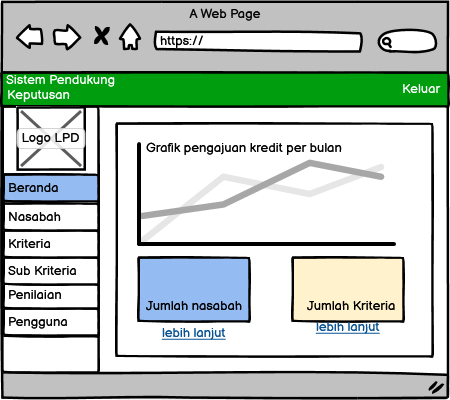 A Web Page
https://
Sistem Pendukung
Keputusan
Keluar
Logo LPD
Beranda
Nasabah
Kriteria
Sub Kriteria
Penilaian
Pengguna
Grafik pengajuan kredit per bulan
Jumlah nasabah
lebih lanjut
Jumlah Kriteria
lebih lanjut